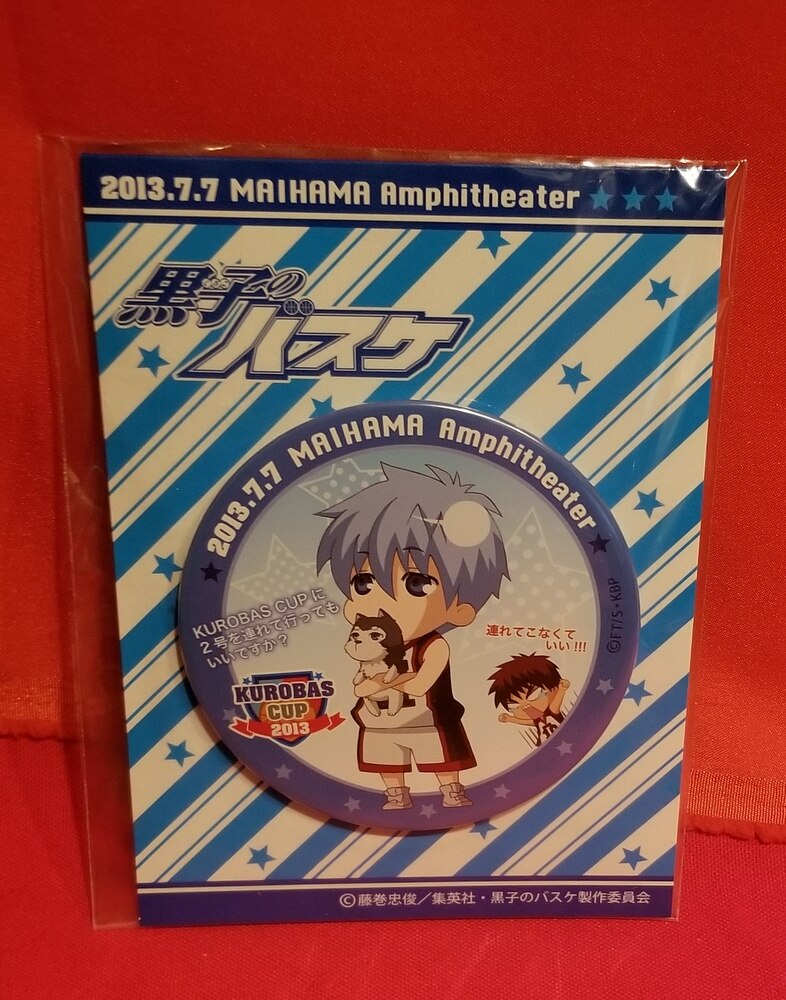 2013.7.7 MAIHAMA Amphitheater
黒子の
バスケ
2013.7.7 MAIHAMA Amphitheater
KUROBAS CUP に
2号を連れて行っても
いいですか?
連れてこなくて
いい!!!
KUROBAS
CUP
2013
©FT/S・KBP
©藤巻忠俊/集英社・黒子のバスケ製作委員会